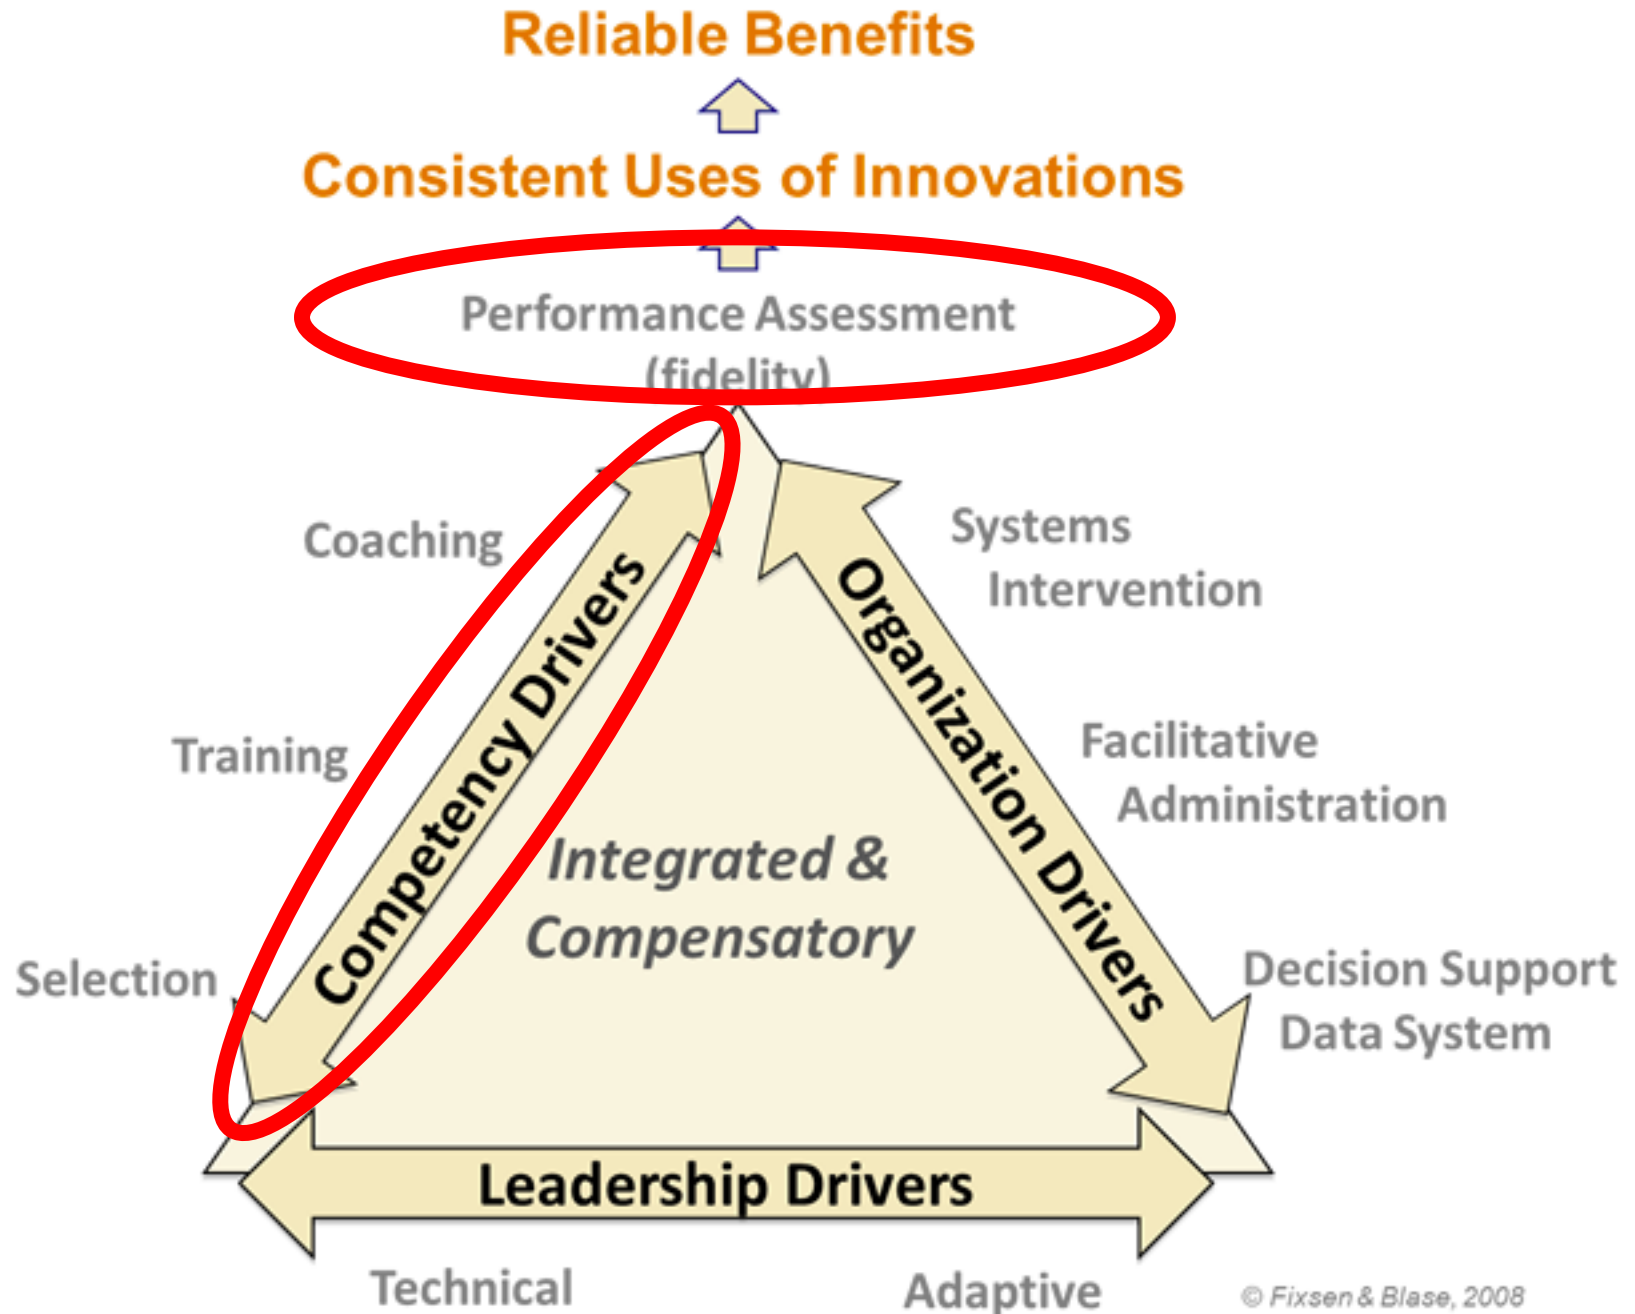 Reliable Benefits
Consistent Uses of Innovations
Performance Assessment
(fidelity)
Coaching
Systems
Intervention
Competency Drivers
Organization Drivers
Training
Facilitative
Administration
Integrated &
Compensatory
Selection
Decision Support
Data System
Leadership Drivers
Technical
Adaptive
© Fixsen & Blase, 2008